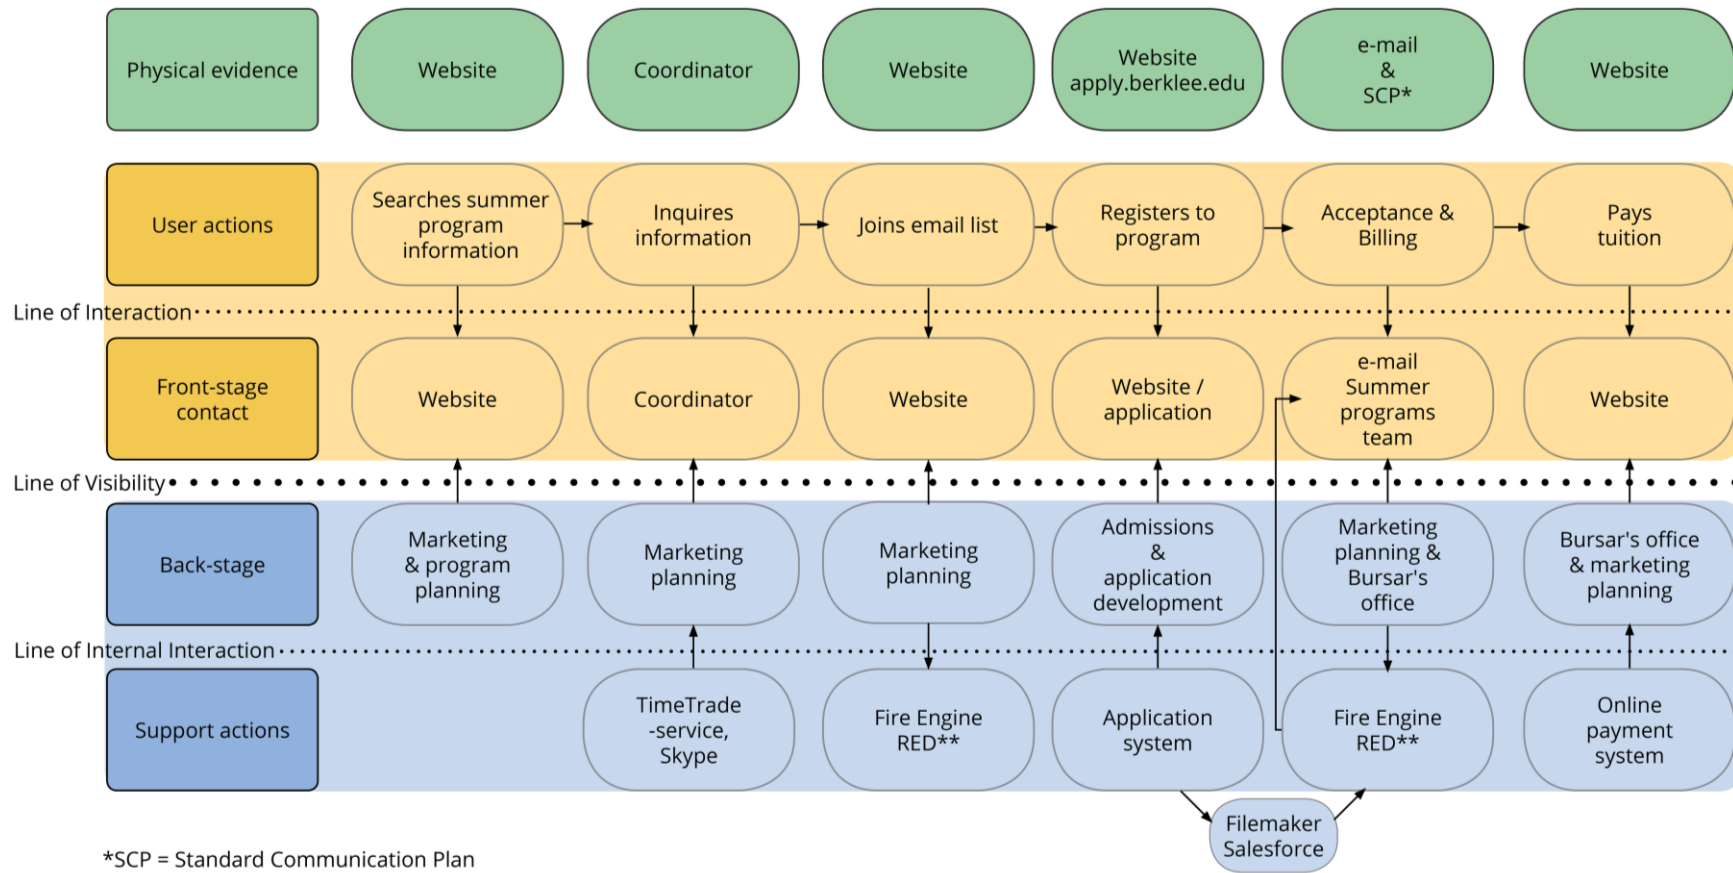 Physical evidence
Website
Coordinator
Website
Website
apply.berklee.edu
e-mail
&
SCP*
Website
User actions
Searches summer
program
information
Inquires
information
Joins email list
Registers to
program
Acceptance &
Billing
Pays
tuition
Line of Interaction
Front-stage
contact
Website
Coordinator
Website
Website /
application
e-mail
Summer
programs
team
Website
Line of Visibility
Back-stage
Marketing
& program
planning
Marketing
planning
Marketing
planning
Admissions
&
application
development
Marketing
planning &
Bursar's
office
Bursar's office
& marketing
planning
Line of Internal Interaction
Support actions
TimeTrade
-service,
Skype
Fire Engine
RED**
Application
system
Fire Engine
RED**
Online
payment
system
Filemaker
Salesforce
*SCP = Standard Communication Plan